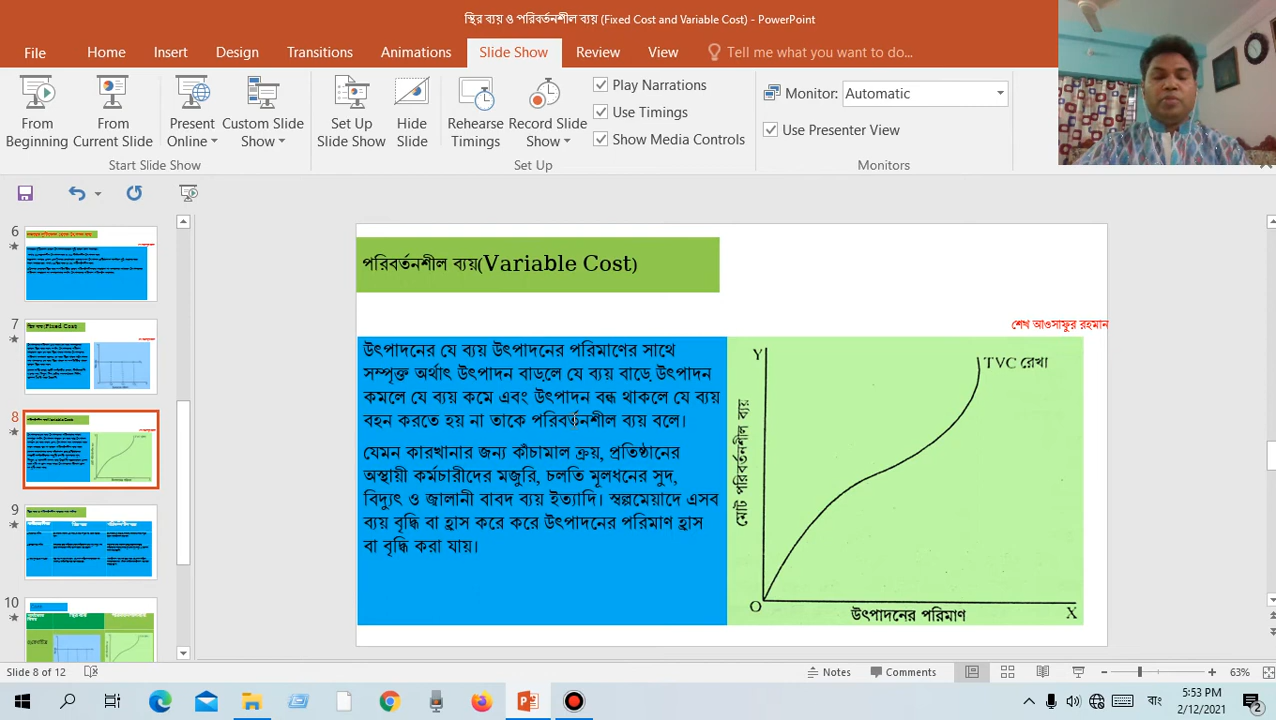 স্থির ব্যয় ও পরিবর্তনশীল ব্যয় (Fixed Cost and Variable Cost) - PowerPoint
File Home Insert Design Transitions Animations Slide Show Review View Tell me what you want to do...
From Beginning
From Current Slide
Present Online
Custom Slide Show
Set Up Slide Show
Hide Slide
Rehearse Timings
Record Slide Show
Play Narrations
Use Timings
Show Media Controls
Monitor: Automatic
Use Presenter View
Start Slide Show
Set Up
Monitors
6
7
8
9
10
পরিবর্তনশীল ব্যয়(Variable Cost)
শেখ আওসাফুর রহমান
উৎপাদনের যে ব্যয় উৎপাদনের পরিমাণের সাথে
সম্পৃক্ত অর্থাৎ উৎপাদন বাড়লে যে ব্যয় বাড়ে উৎপাদন
কমলে যে ব্যয় কমে এবং উৎপাদন বন্ধ থাকলে যে ব্যয়
বহন করতে হয় না তাকে পরিবর্তনশীল ব্যয় বলে।
যেমন কারখানার জন্য কাঁচামাল ক্রয়, প্রতিষ্ঠানের
অস্থায়ী কর্মচারীদের মজুরি, চলতি মূলধনের সুদ,
বিদ্যুৎ ও জ্বালানী বাবদ ব্যয় ইত্যাদি। স্বল্পমেয়াদে এসব
ব্যয় বৃদ্ধি বা হ্রাস করে করে উৎপাদনের পরিমাণ হ্রাস
বা বৃদ্ধি করা যায়।
Y
TVC রেখা
মোট পরিবর্তনশীল ব্যয়
O
উৎপাদনের পরিমাণ
X
Slide 8 of 12
Notes
Comments
63%
বাং
5:53 PM
2/12/2021
2